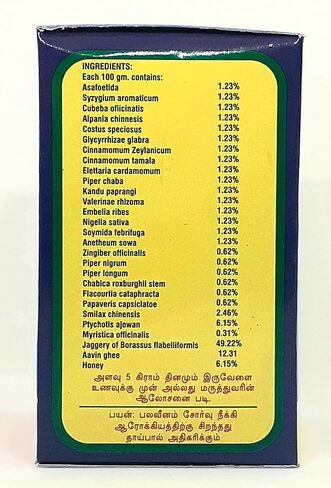 INGREDIENTS:
Each 100 gm. contains:
Asafoetida 1.23%
Syzygium aromaticum 1.23%
Cubeba ofiicinatis 1.23%
Alpania chinnesis 1.23%
Costus speciosus 1.23%
Glycyrrhizae glabra 1.23%
Cinnamomum Zeylanicum 1.23%
Cinnamomum tamala 1.23%
Elettaria cardamomum 1.23%
Piper chaba 1.23%
Kandu paprangi 1.23%
Valerinae rhizoma 1.23%
Embelia ribes 1.23%
Nigella sativa 1.23%
Soymida febrifuga 1.23%
Anetheum sowa 1.23%
Zingiber officinalis 0.62%
Piper nigrum 0.62%
Piper longum 0.62%
Chabica roxburghii stem 0.62%
Flacourtia cataphracta 0.62%
Papaveris capsiclatoe 0.62%
Smilax chinensis 2.46%
Ptychotis ajowan 6.15%
Myristica officinalis 0.31%
Jaggery of Borassus flabelliformis 49.22%
Aavin ghee 12.31
Honey 6.15%
அளவு 5 கிராம் தினமும் இருவேளை
உணவுக்கு முன் அல்லது மருத்துவரின்
ஆலோசனை படி.
பயன்: பலவீனம் சோர்வு நீக்கி
ஆரோக்கியத்திற்கு சிறந்தது
தாய்பால் அதிகரிக்கும்